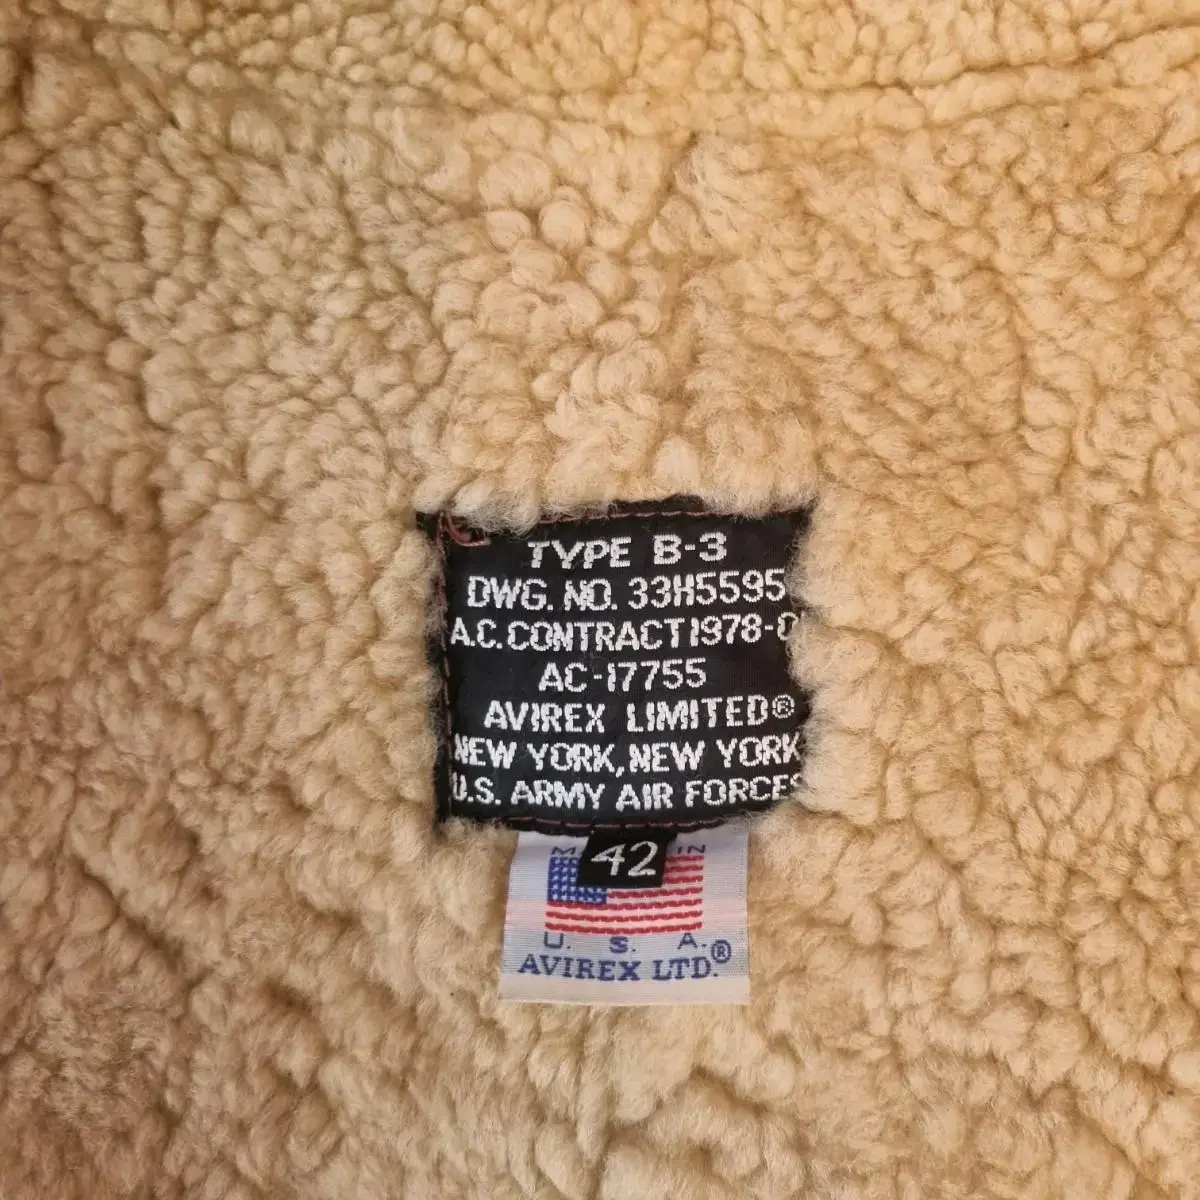 TYPE B-3
DWG. NO. 33H5595
A.C. CONTRACT 1978-
AC-17755
AVIREX LIMITED®
NEW YORK, NEW YORK
U.S. ARMY AIR FORCES
42
IN
U. S. A.
AVIREX LTD.®